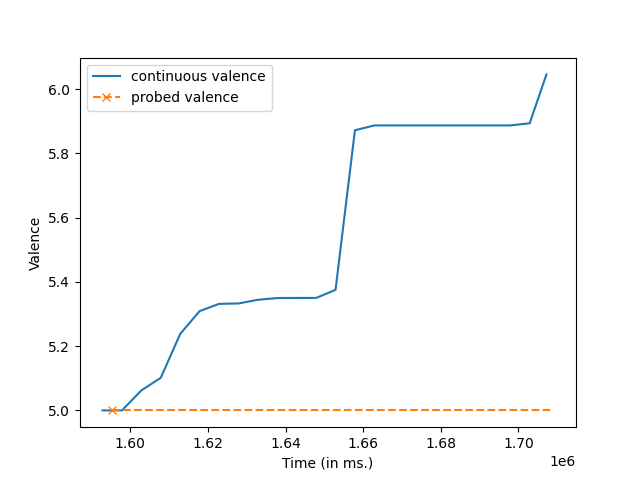 continuous valence
probed valence
6.0
5.8
5.6
5.4
5.2
5.0
Valence
1.60 1.62 1.64 1.66 1.68 1.70
Time (in ms.)
1e6